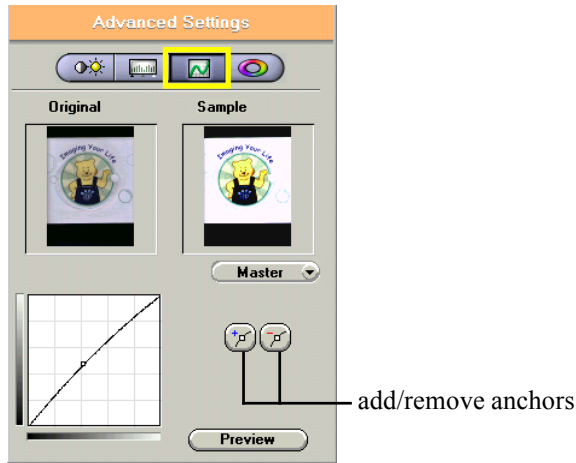 Advanced Settings
Original
Sample
Imaging Your Life
Imaging Your Life
Master
add/remove anchors
Preview